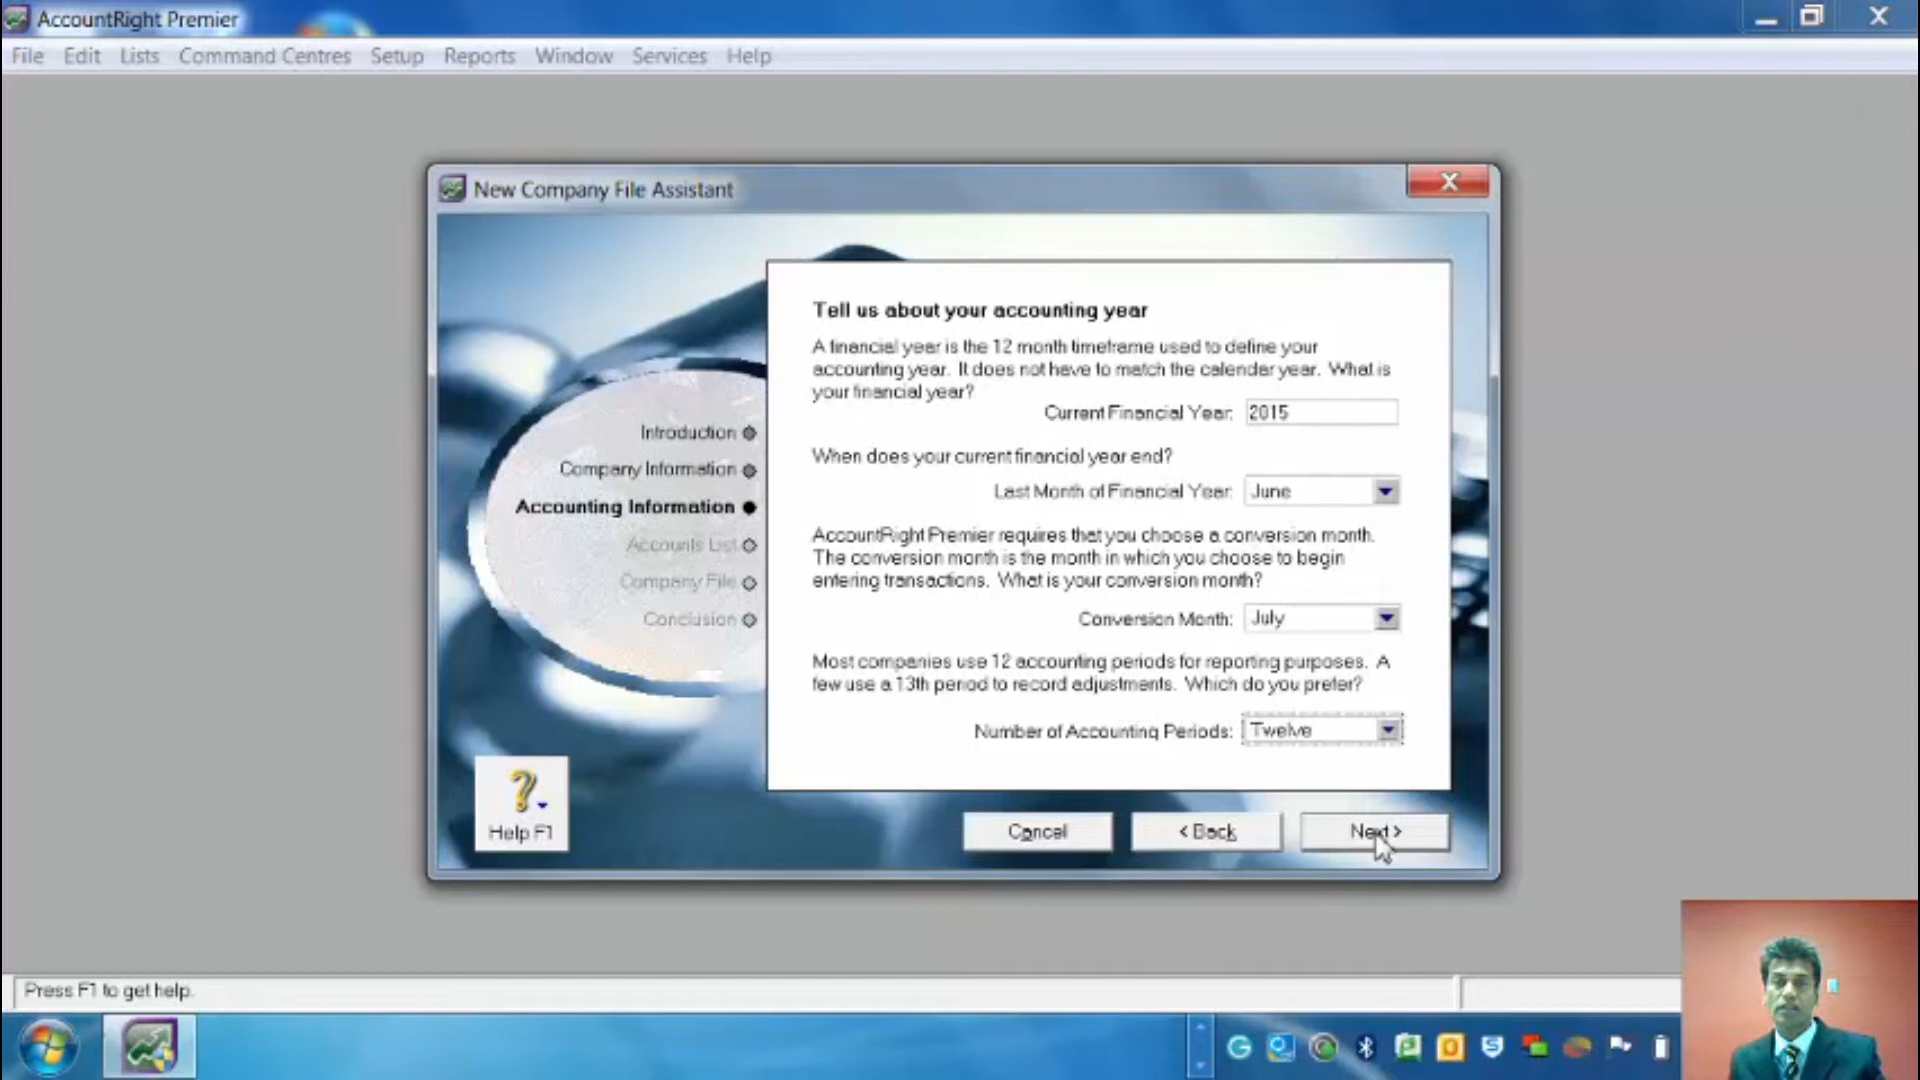 AccountRight Premier
File Edit Lists Command Centres Setup Reports Window Services Help
New Company File Assistant
Introduction
Company Information
Accounting Information
Accounts List
Company File
Conclusion
Help F1
Tell us about your accounting year
A financial year is the 12 month timeframe used to define your
accounting year. It does not have to match the calendar year. What is
your financial year?
Current Financial Year: 2015
When does your current financial year end?
Last Month of Financial Year: June
AccountRight Premier requires that you choose a conversion month.
The conversion month is the month in which you choose to begin
entering transactions. What is your conversion month?
Conversion Month: July
Most companies use 12 accounting periods for reporting purposes. A
few use a 13th period to record adjustments. Which do you prefer?
Number of Accounting Periods: Twelve
Cancel < Back Next >
Press F1 to get help.